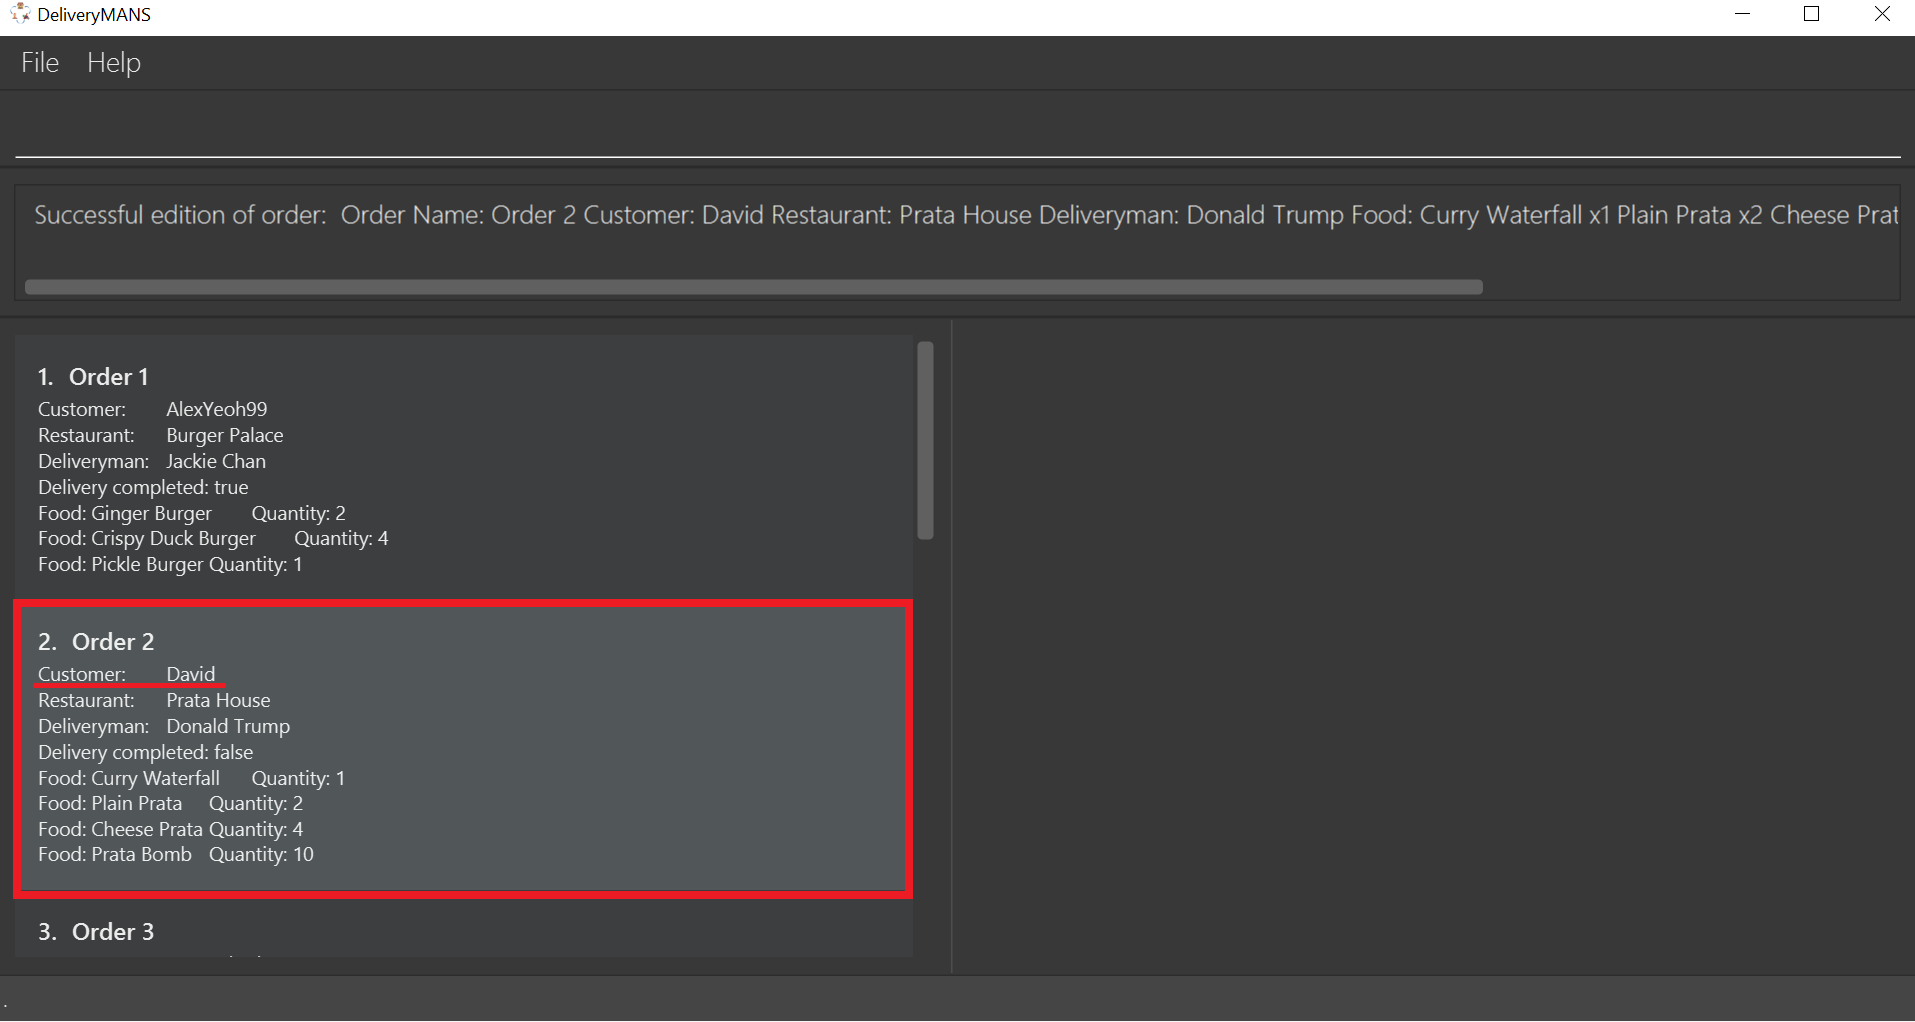 DeliveryMANS
File Help
Successful edition of order:  Order Name: Order 2 Customer: David Restaurant: Prata House Deliveryman: Donald Trump Food: Curry Waterfall x1 Plain Prata x2 Cheese Prat
1. Order 1
Customer: AlexYeoh99
Restaurant: Burger Palace
Deliveryman: Jackie Chan
Delivery completed: true
Food: Ginger Burger Quantity: 2
Food: Crispy Duck Burger Quantity: 4
Food: Pickle Burger Quantity: 1
2. Order 2
Customer: David
Restaurant: Prata House
Deliveryman: Donald Trump
Delivery completed: false
Food: Curry Waterfall Quantity: 1
Food: Plain Prata Quantity: 2
Food: Cheese Prata Quantity: 4
Food: Prata Bomb Quantity: 10
3. Order 3
.